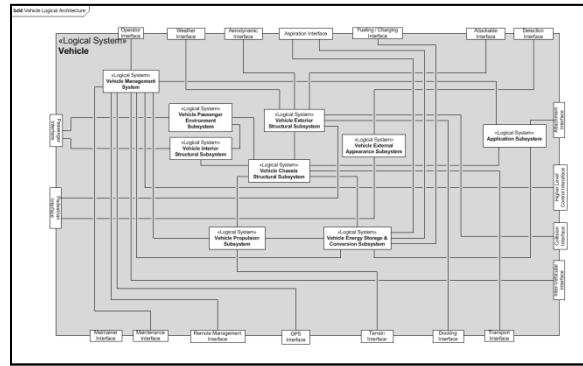 bdd Vehicle Logical Architecture
«Logical System»
Vehicle
Operator
Interface
Weather
Interface
Aerodynamic
Interface
Aspiration Interface
Fueling / Charging
Interface
Attackable
Interface
Detection
Interface
«Logical System»
Vehicle Management
System
«Logical System»
Vehicle Passenger
Environment
Subsystem
«Logical System»
Vehicle Exterior
Structural Subsystem
«Logical System»
Application Subsystem
«Logical System»
Vehicle Interior
Structural Subsystem
«Logical System»
Vehicle External
Appearance Subsystem
«Logical System»
Vehicle Chassis
Structural Subsystem
«Logical System»
Vehicle Propulsion
Subsystem
«Logical System»
Vehicle Energy Storage &
Conversion Subsystem
Passenger
Interface
Pedestrian
Interface
Attachment
Interface
Higher Level
Control Interface
Collision
Interface
Inter-Vehicular
Interface
Maintainer
Interface
Maintenance
Interface
Remote Management
Interface
GPS
Interface
Terrain
Interface
Docking
Interface
Transport
Interface